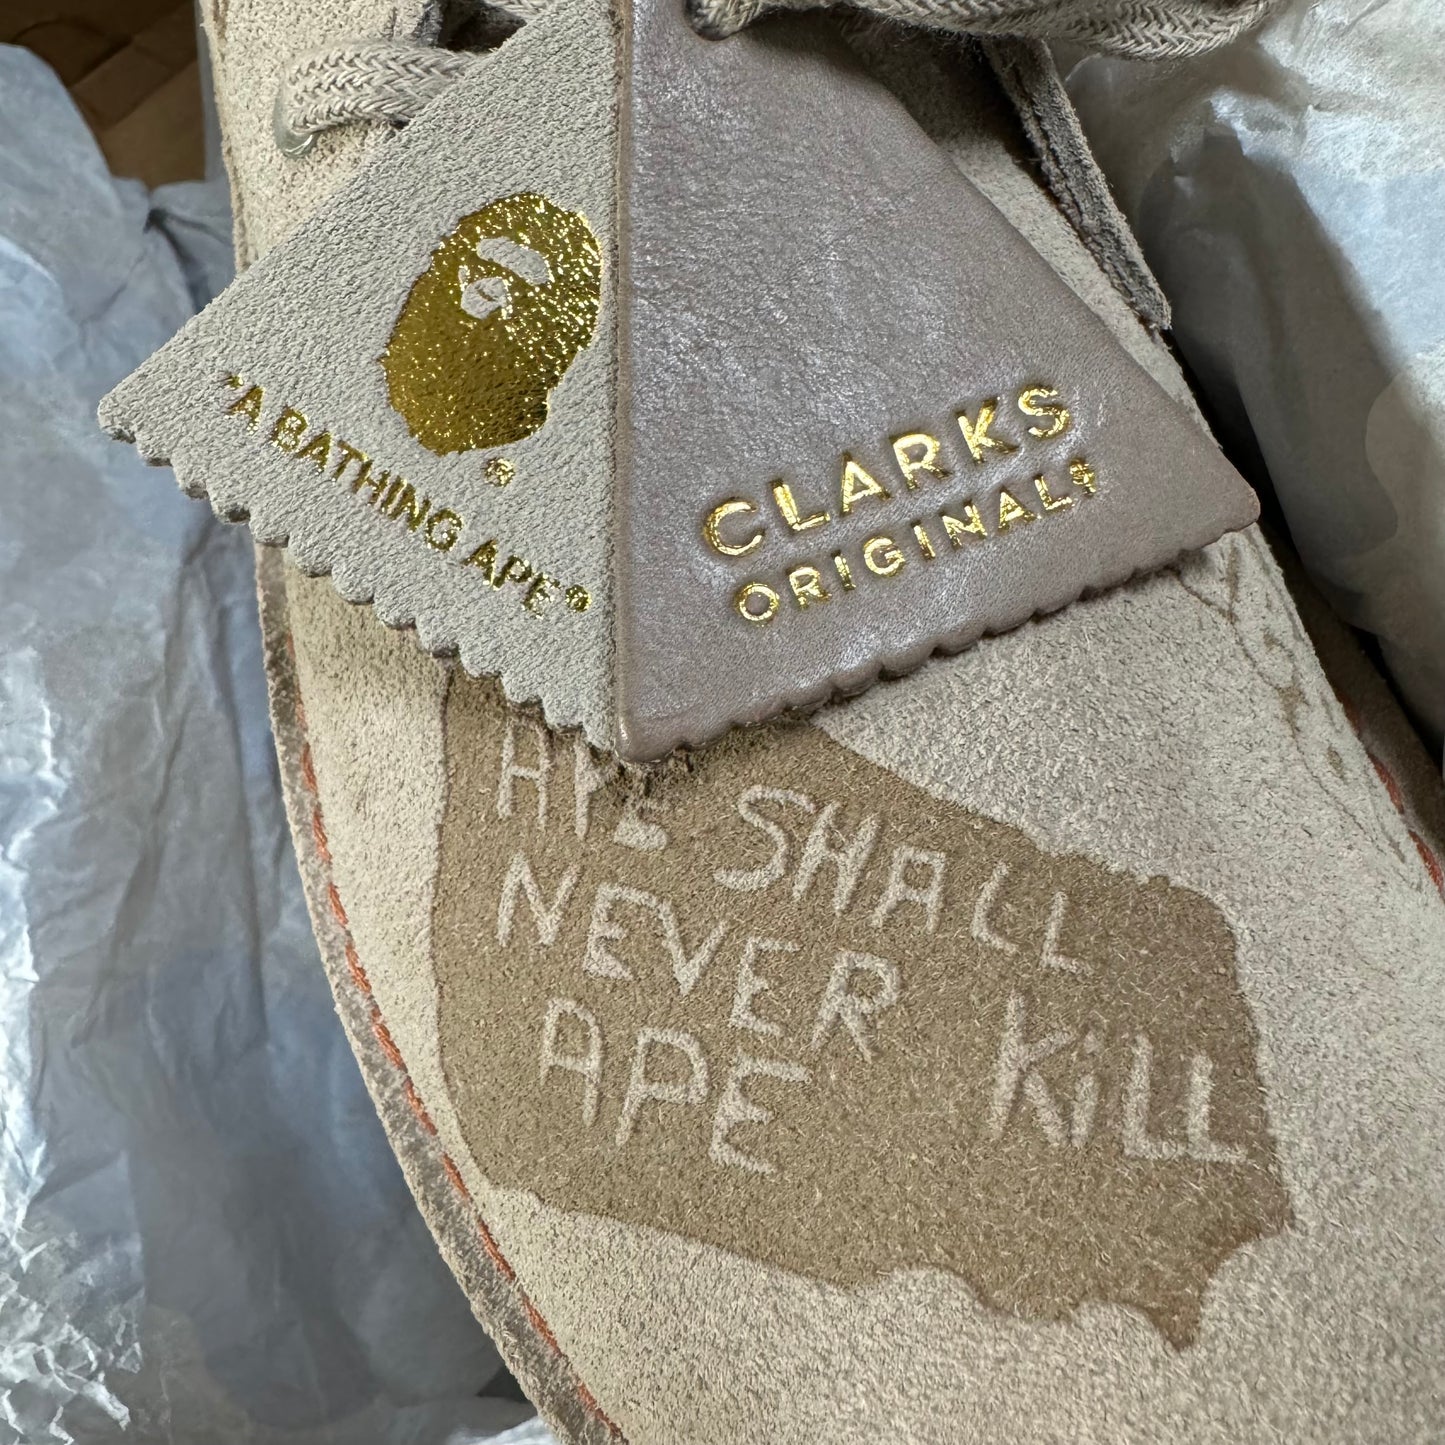 "A BATHING APE®
®
CLARKS
ORIGINALS
APE SHALL
NEVER KiLL
APE